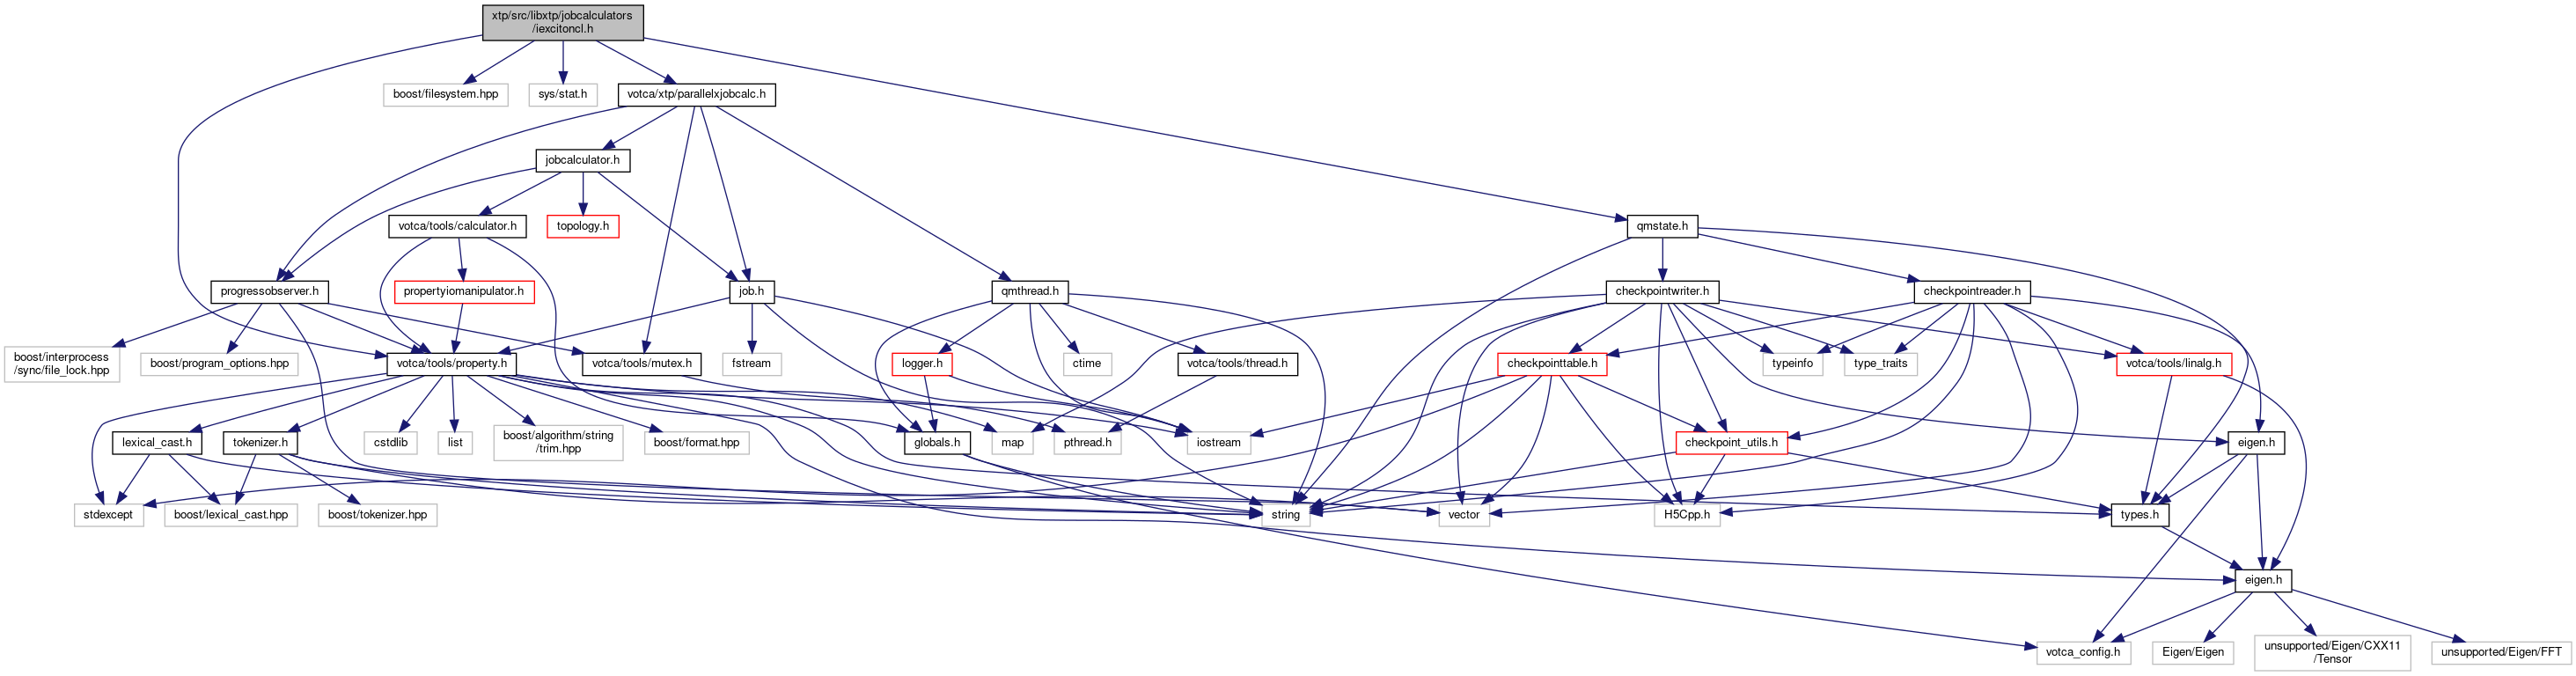 xtp/src/libxtp/jobcalculators
/iexcitoncl.h
boost/filesystem.hpp
sys/stat.h
votca/xtp/parallelxjobcalc.h
jobcalculator.h
votca/tools/calculator.h
topology.h
qmstate.h
progressobserver.h
propertyiomanipulator.h
job.h
qmthread.h
checkpointwriter.h
checkpointreader.h
boost/interprocess
/sync/file_lock.hpp
boost/program_options.hpp
votca/tools/property.h
votca/tools/mutex.h
fstream
logger.h
ctime
votca/tools/thread.h
checkpointtable.h
typeinfo
type_traits
votca/tools/linalg.h
lexical_cast.h
tokenizer.h
cstdlib
list
boost/algorithm/string
/trim.hpp
boost/format.hpp
globals.h
map
pthread.h
iostream
checkpoint_utils.h
eigen.h
stdexcept
boost/lexical_cast.hpp
boost/tokenizer.hpp
string
vector
H5Cpp.h
types.h
eigen.h
votca_config.h
Eigen/Eigen
unsupported/Eigen/CXX11
/Tensor
unsupported/Eigen/FFT